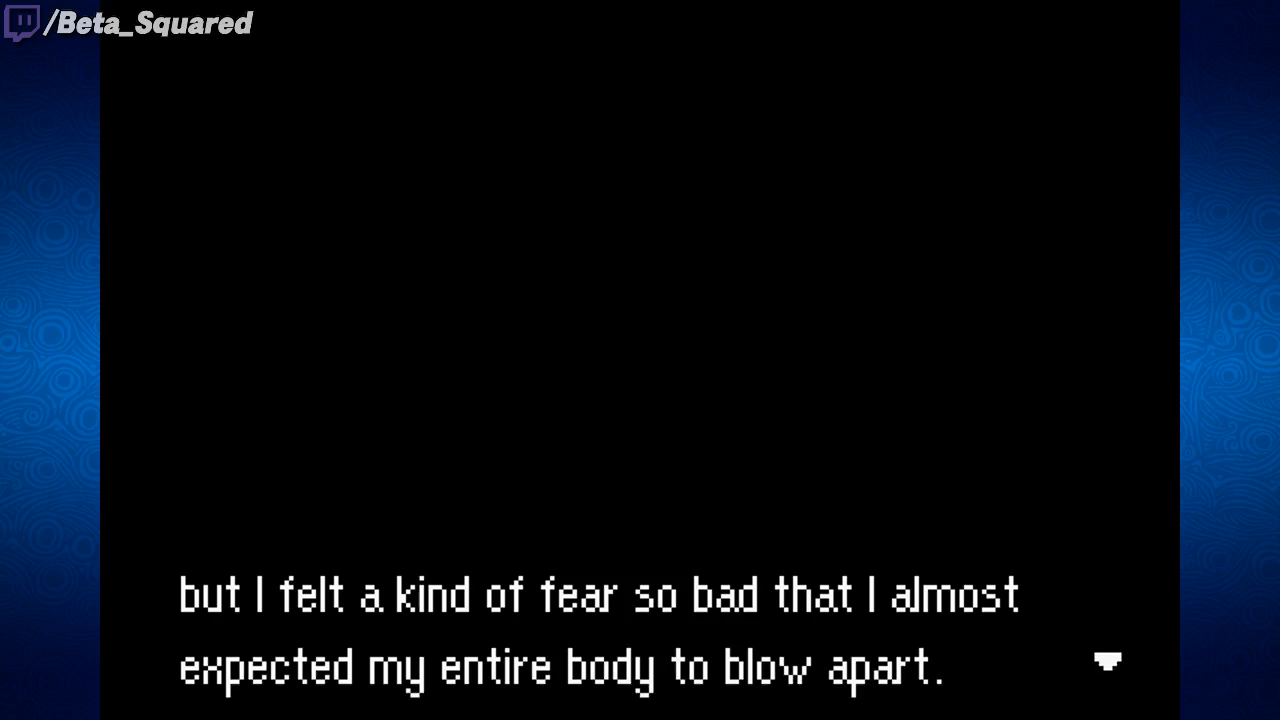 /Beta_Squared
but I felt a kind of fear so bad that I almost
expected my entire body to blow apart.